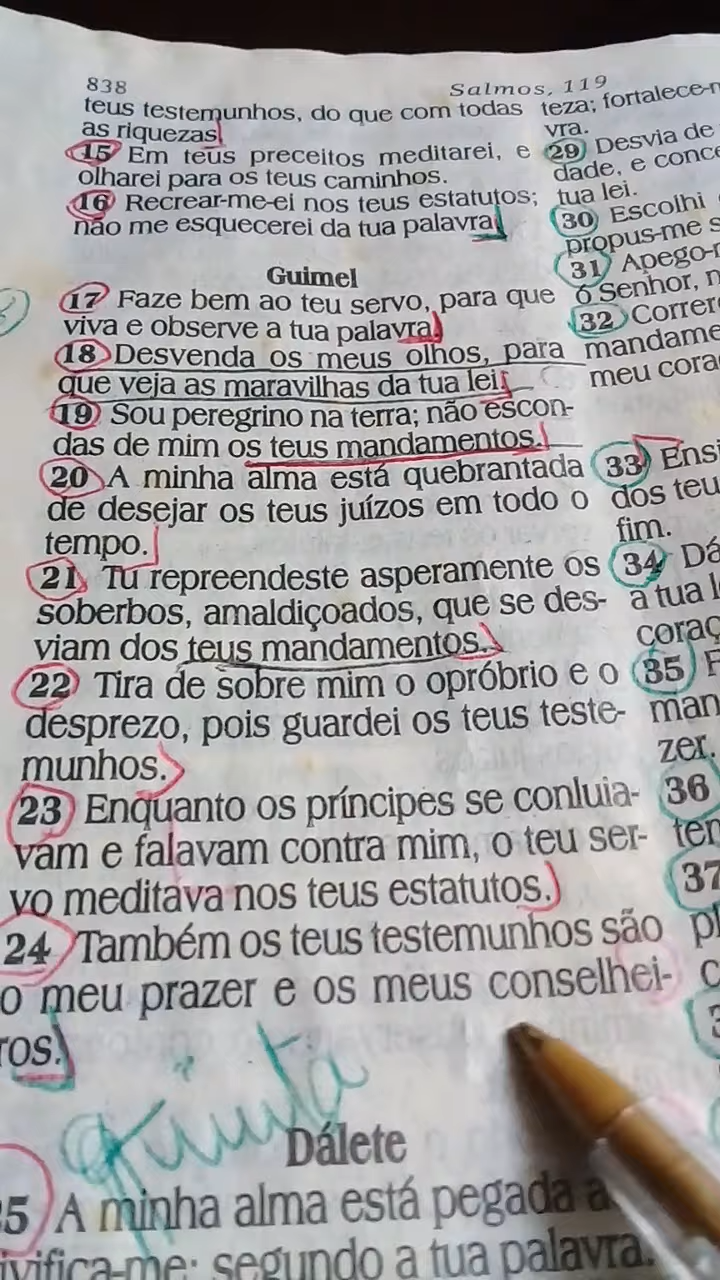 838
Salmos, 119
teus testemunhos, do que com todas
as riquezas.
15 Em teus preceitos meditarei, e
olharei para os teus caminhos.
16 Recrear-me-ei nos teus estatutos;
não me esquecerei da tua palavra.
Guimel
17 Faze bem ao teu servo, para que
viva e observe a tua palavra.
18 Desvenda os meus olhos, para
que veja as maravilhas da tua lei.
19 Sou peregrino na terra; não escon-
das de mim os teus mandamentos.
20 A minha alma está quebrantada
de desejar os teus juízos em todo o
tempo.
21 Tu repreendeste asperamente os
soberbos, amaldiçoados, que se des-
viam dos teus mandamentos.
22 Tira de sobre mim o opróbrio e o
desprezo, pois guardei os teus teste-
munhos.
23 Enquanto os príncipes se conluia-
vam e falavam contra mim, o teu ser-
vo meditava nos teus estatutos.
24 Também os teus testemunhos são
o meu prazer e os meus conselhei-
ros.
quinta
Dálete
5 A minha alma está pegada a
vivifica-me; segundo a tua palavra.
teza; fortalece-
vra.
29 Desvia de
dade, e conce
tua lei.
30 Escolhi
propus-me
31 Apego-
ó Senhor,
32 Correr
mandame
meu cora
33 Ensi
dos teu
fim.
34 Dá
a tua
coraç
35
man
zer.
36
ter
37